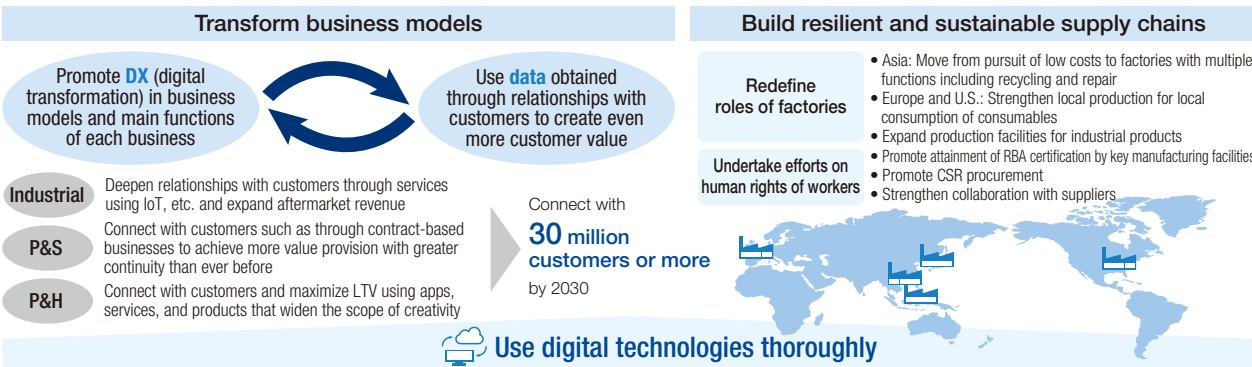 Transform business models
Promote DX (digital
transformation) in business
models and main functions
of each business
Use data obtained
through relationships with
customers to create even
more customer value
Industrial
Deepen relationships with customers through services
using IoT, etc. and expand aftermarket revenue
P&S
Connect with customers such as through contract-based
businesses to achieve more value provision with greater
continuity than ever before
P&H
Connect with customers and maximize LTV using apps,
services, and products that widen the scope of creativity
Connect with
30 million
customers or more
by 2030
Build resilient and sustainable supply chains
Redefine
roles of factories
• Asia: Move from pursuit of low costs to factories with multiple
functions including recycling and repair
• Europe and U.S.: Strengthen local production for local
consumption of consumables
• Expand production facilities for industrial products
Undertake efforts on
human rights of workers
• Promote attainment of RBA certification by key manufacturing facilities
• Promote CSR procurement
• Strengthen collaboration with suppliers
Use digital technologies thoroughly